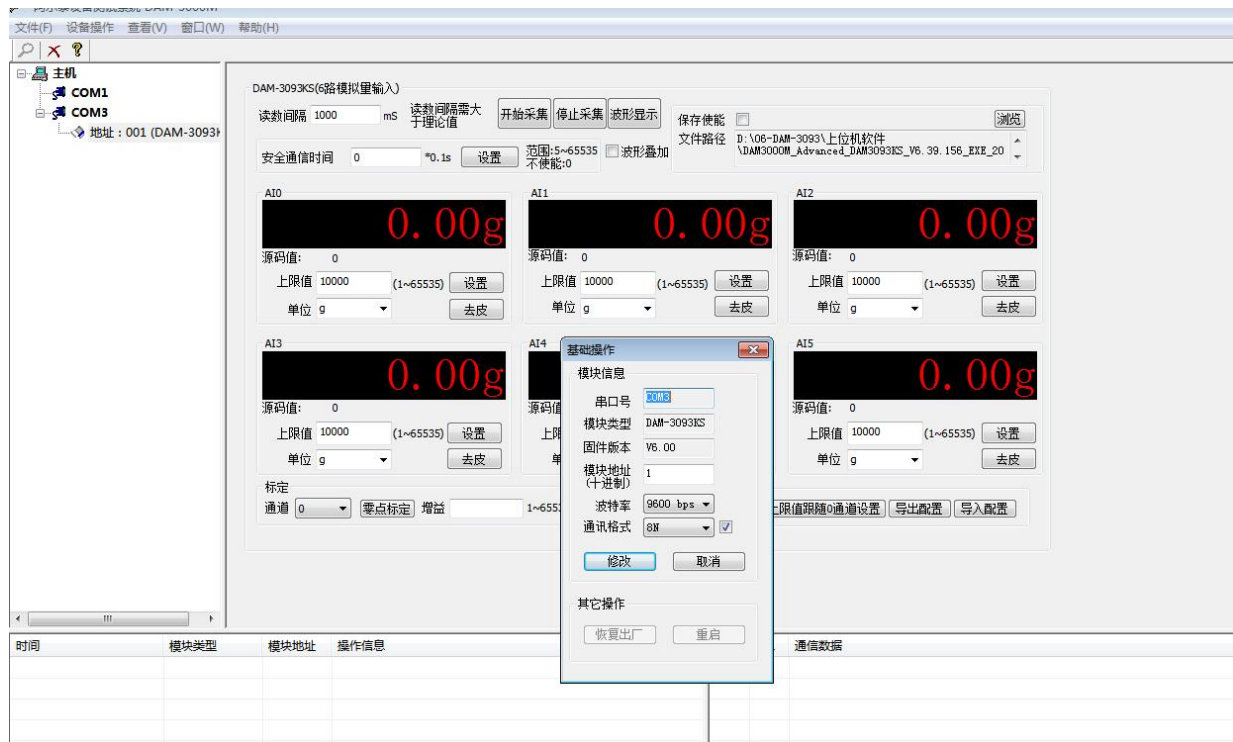 文件(F) 设备操作 查看(V) 窗口(W) 帮助(H)
主机
COM1
COM3
地址：001 (DAM-3093K
DAM-3093KS(6路模拟量输入)
读数间隔 1000 mS 读数间隔需大于理论值 开始采集 停止采集 波形显示
保存使能 浏览
文件路径 D:\06-DAM-3093\上位机软件
\DAM3000M_Advanced_DAM3093KS_V6.39.156_EXE_20
安全通信时间 0 *0.1s 设置 范围:5~65535 不使能:0 波形叠加
AI0 AI1 AI2
0.00g 0.00g 0.00g
源码值: 0 源码值: 0 源码值: 0
上限值 10000 (1~65535) 设置 上限值 10000 (1~65535) 设置 上限值 10000 (1~65535) 设置
单位 g 去皮 单位 g 去皮 单位 g 去皮
AI3 AI4 AI5
0.00g 0.00g
源码值: 0 源码值 源码值: 0
上限值 10000 (1~65535) 设置 上限值 10000 (1~65535) 设置
单位 g 去皮 单位 g 去皮
标定
通道 0 零点标定 增益 1~655 上限值跟随0通道设置 导出配置 导入配置
基础操作
模块信息
串口号 COM3
模块类型 DAM-3093KS
固件版本 V6.00
模块地址 1
(十进制)
波特率 9600 bps
通讯格式 8N
修改 取消
其它操作
恢复出厂 重启
时间 模块类型 模块地址 操作信息 通信数据